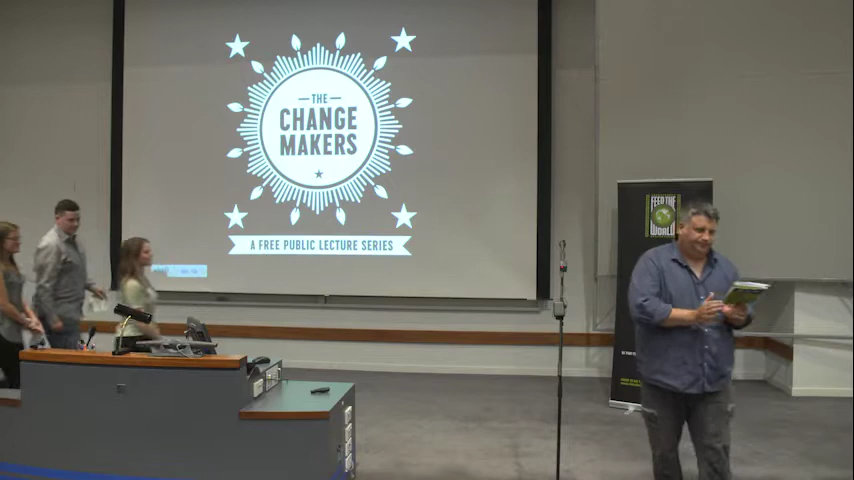 THE
CHANGE
MAKERS
A FREE PUBLIC LECTURE SERIES
FEED THE
WORLD